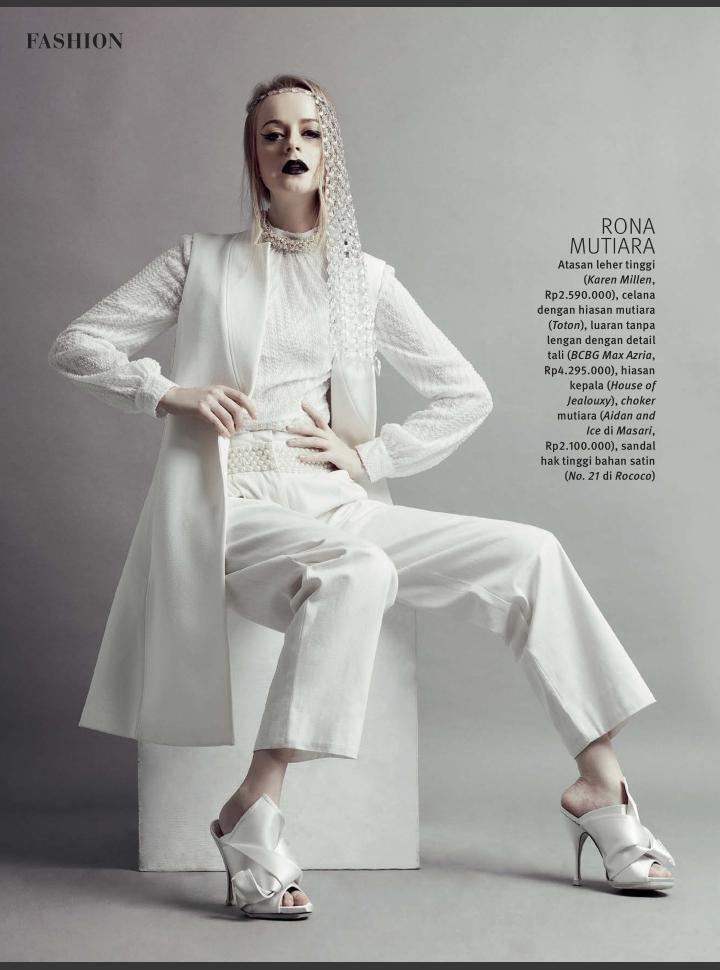 FASHION
RONA
MUTIARA
Atasan leher tinggi
(Karen Millen,
Rp2.590.000), celana
dengan hiasan mutiara
(Toton), luaran tanpa
lengan dengan detail
tali (BCBG Max Azria,
Rp4.295.000), hiasan
kepala (House of
Jealouxy), choker
mutiara (Aidan and
Ice di Masari,
Rp2.100.000), sandal
hak tinggi bahan satin
(No. 21 di Rococo)